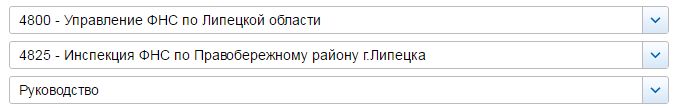 4800 - Управление ФНС по Липецкой области
4825 - Инспекция ФНС по Правобережному району г.Липецка
Руководство